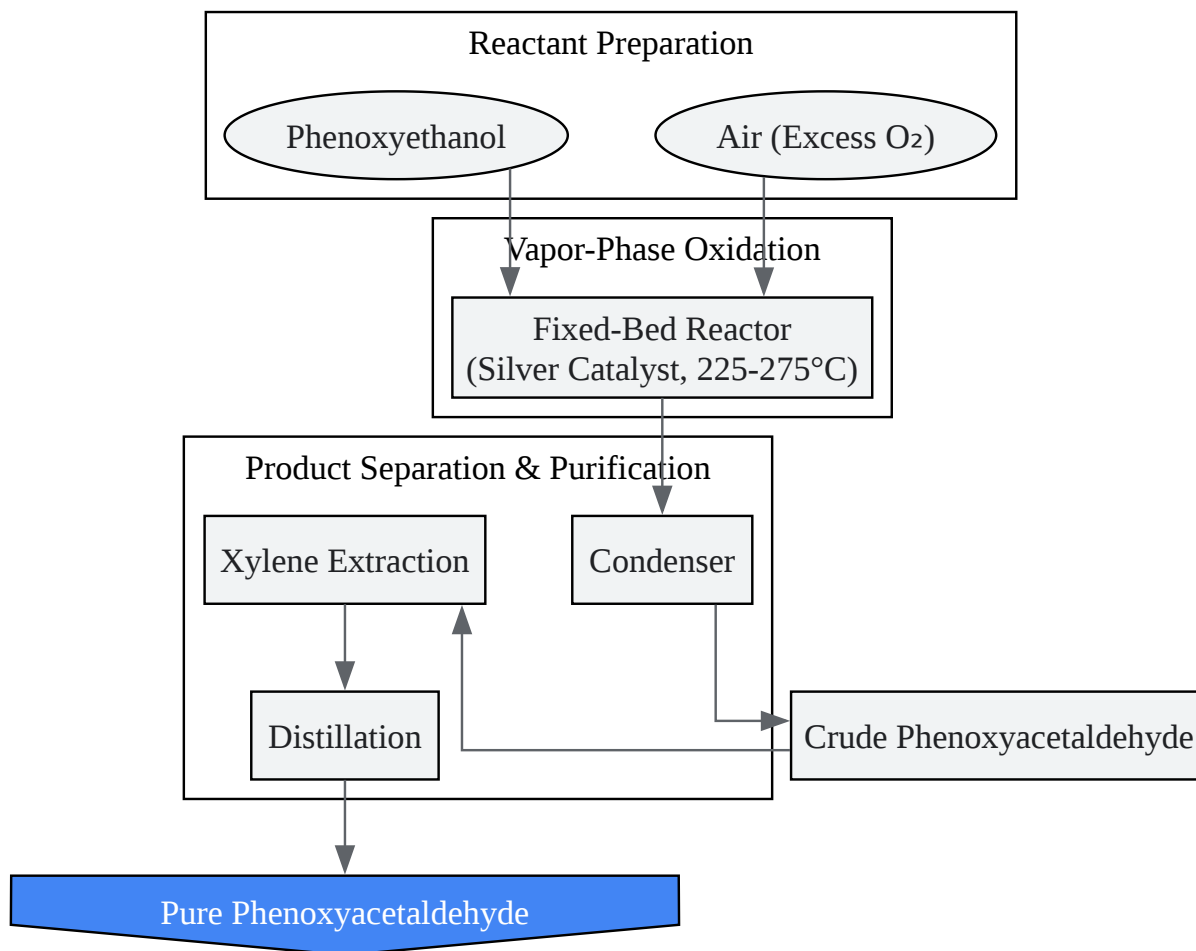 Reactant Preparation
Phenoxyethanol
Air (Excess O₂)
Vapor-Phase Oxidation
Fixed-Bed Reactor
(Silver Catalyst, 225-275°C)
Product Separation & Purification
Xylene Extraction
Condenser
Distillation
Crude Phenoxyacetaldehyde
Pure Phenoxyacetaldehyde